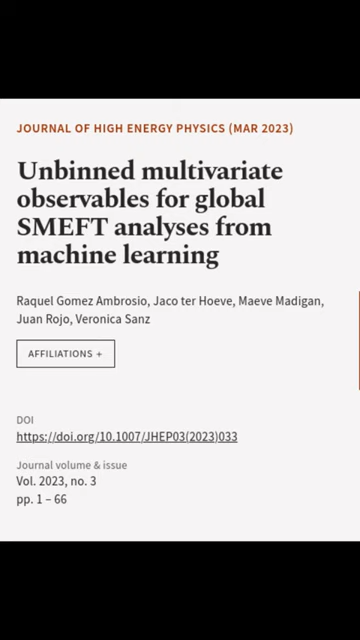 JOURNAL OF HIGH ENERGY PHYSICS (MAR 2023)
Unbinned multivariate
observables for global
SMEFT analyses from
machine learning
Raquel Gomez Ambrosio, Jaco ter Hoeve, Maeve Madigan,
Juan Rojo, Veronica Sanz
AFFILIATIONS +
DOI
https://doi.org/10.1007/JHEP03(2023)033
Journal volume & issue
Vol. 2023, no. 3
pp. 1 – 66